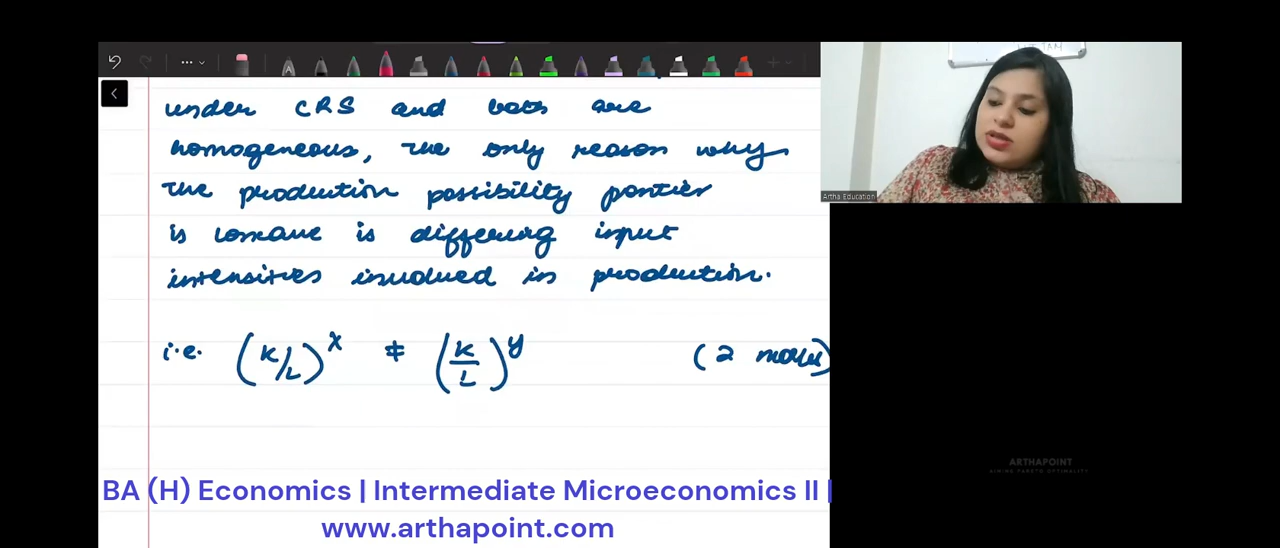 under CRS and both are
homogeneous, the only reason why
the production possibility frontier
is concave is differing input
intensities involved in production.
i.e. (K/L)^x ≠ (K/L)^y (2 marks)
Artha Education
ARTHAPOINT
BA (H) Economics | Intermediate Microeconomics II |
www.arthapoint.com